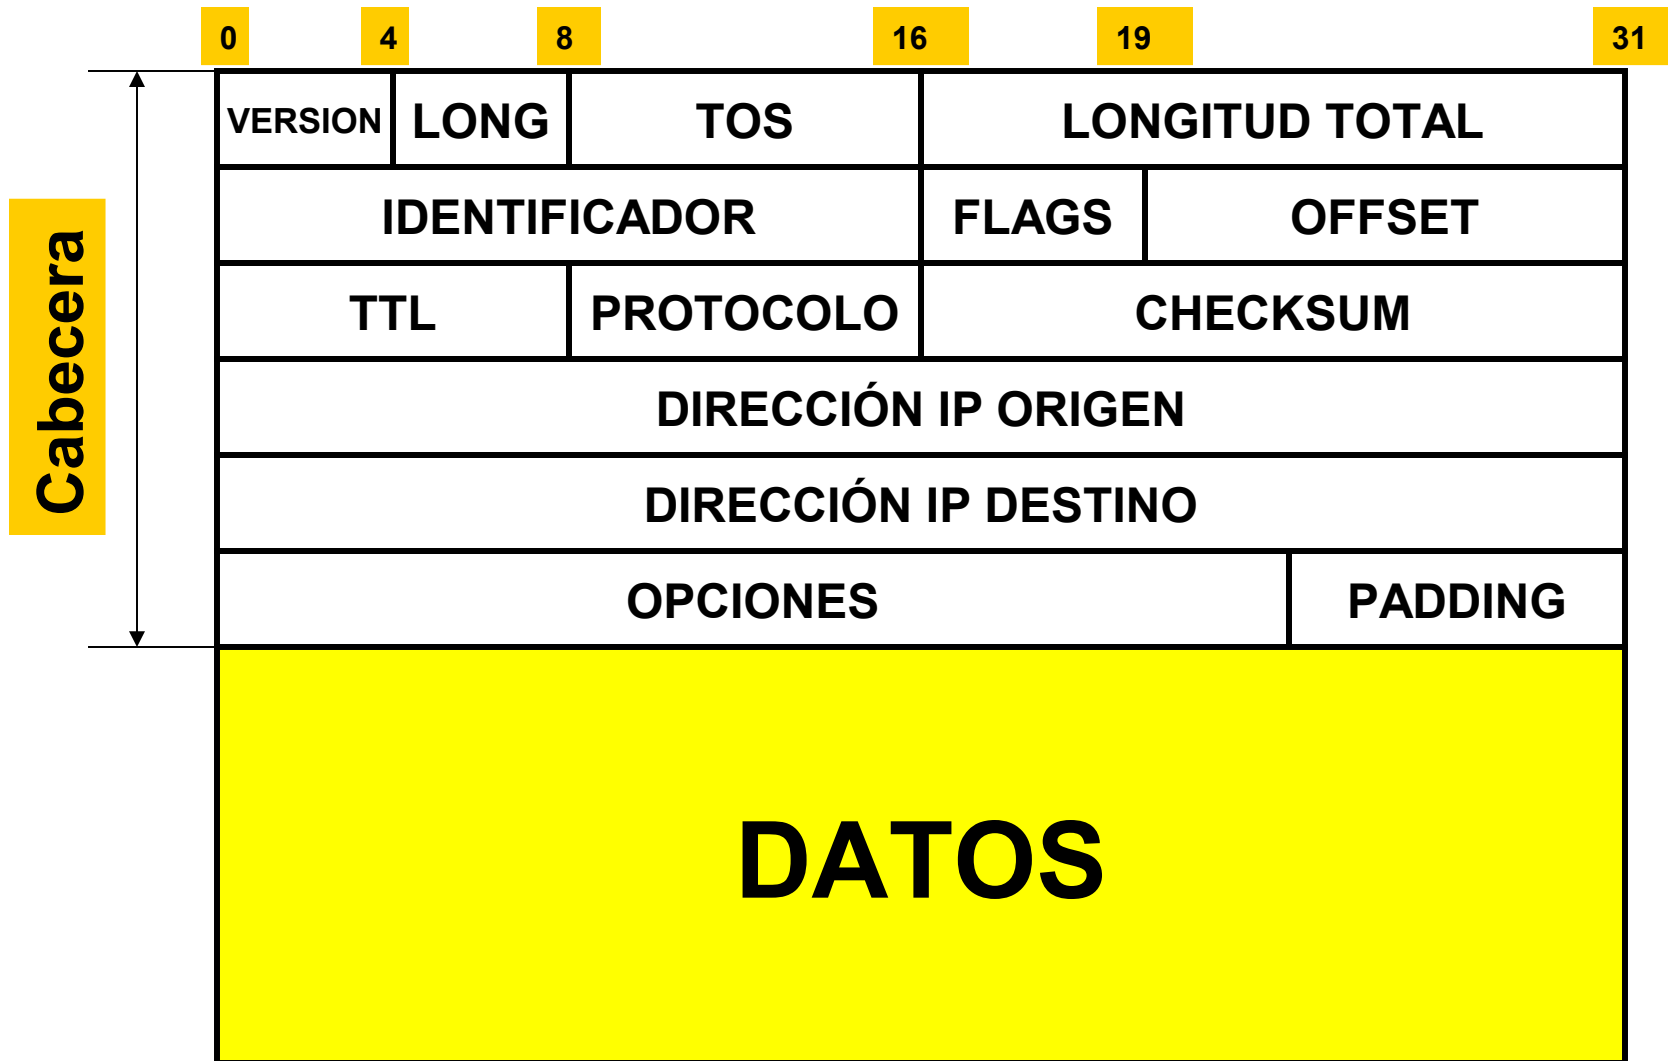 0 4 8 16 19 31
VERSION LONG TOS LONGITUD TOTAL
IDENTIFICADOR FLAGS OFFSET
TTL PROTOCOLO CHECKSUM
DIRECCIÓN IP ORIGEN
DIRECCIÓN IP DESTINO
OPCIONES PADDING
Cabecera
DATOS